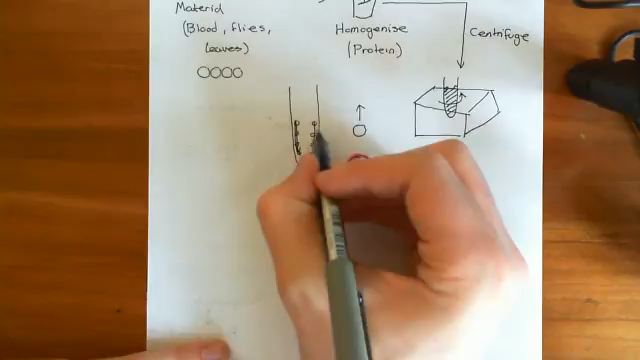 Material
(Blood, flies,
leaves)
Homogenise
(Protein)
Centrifuge